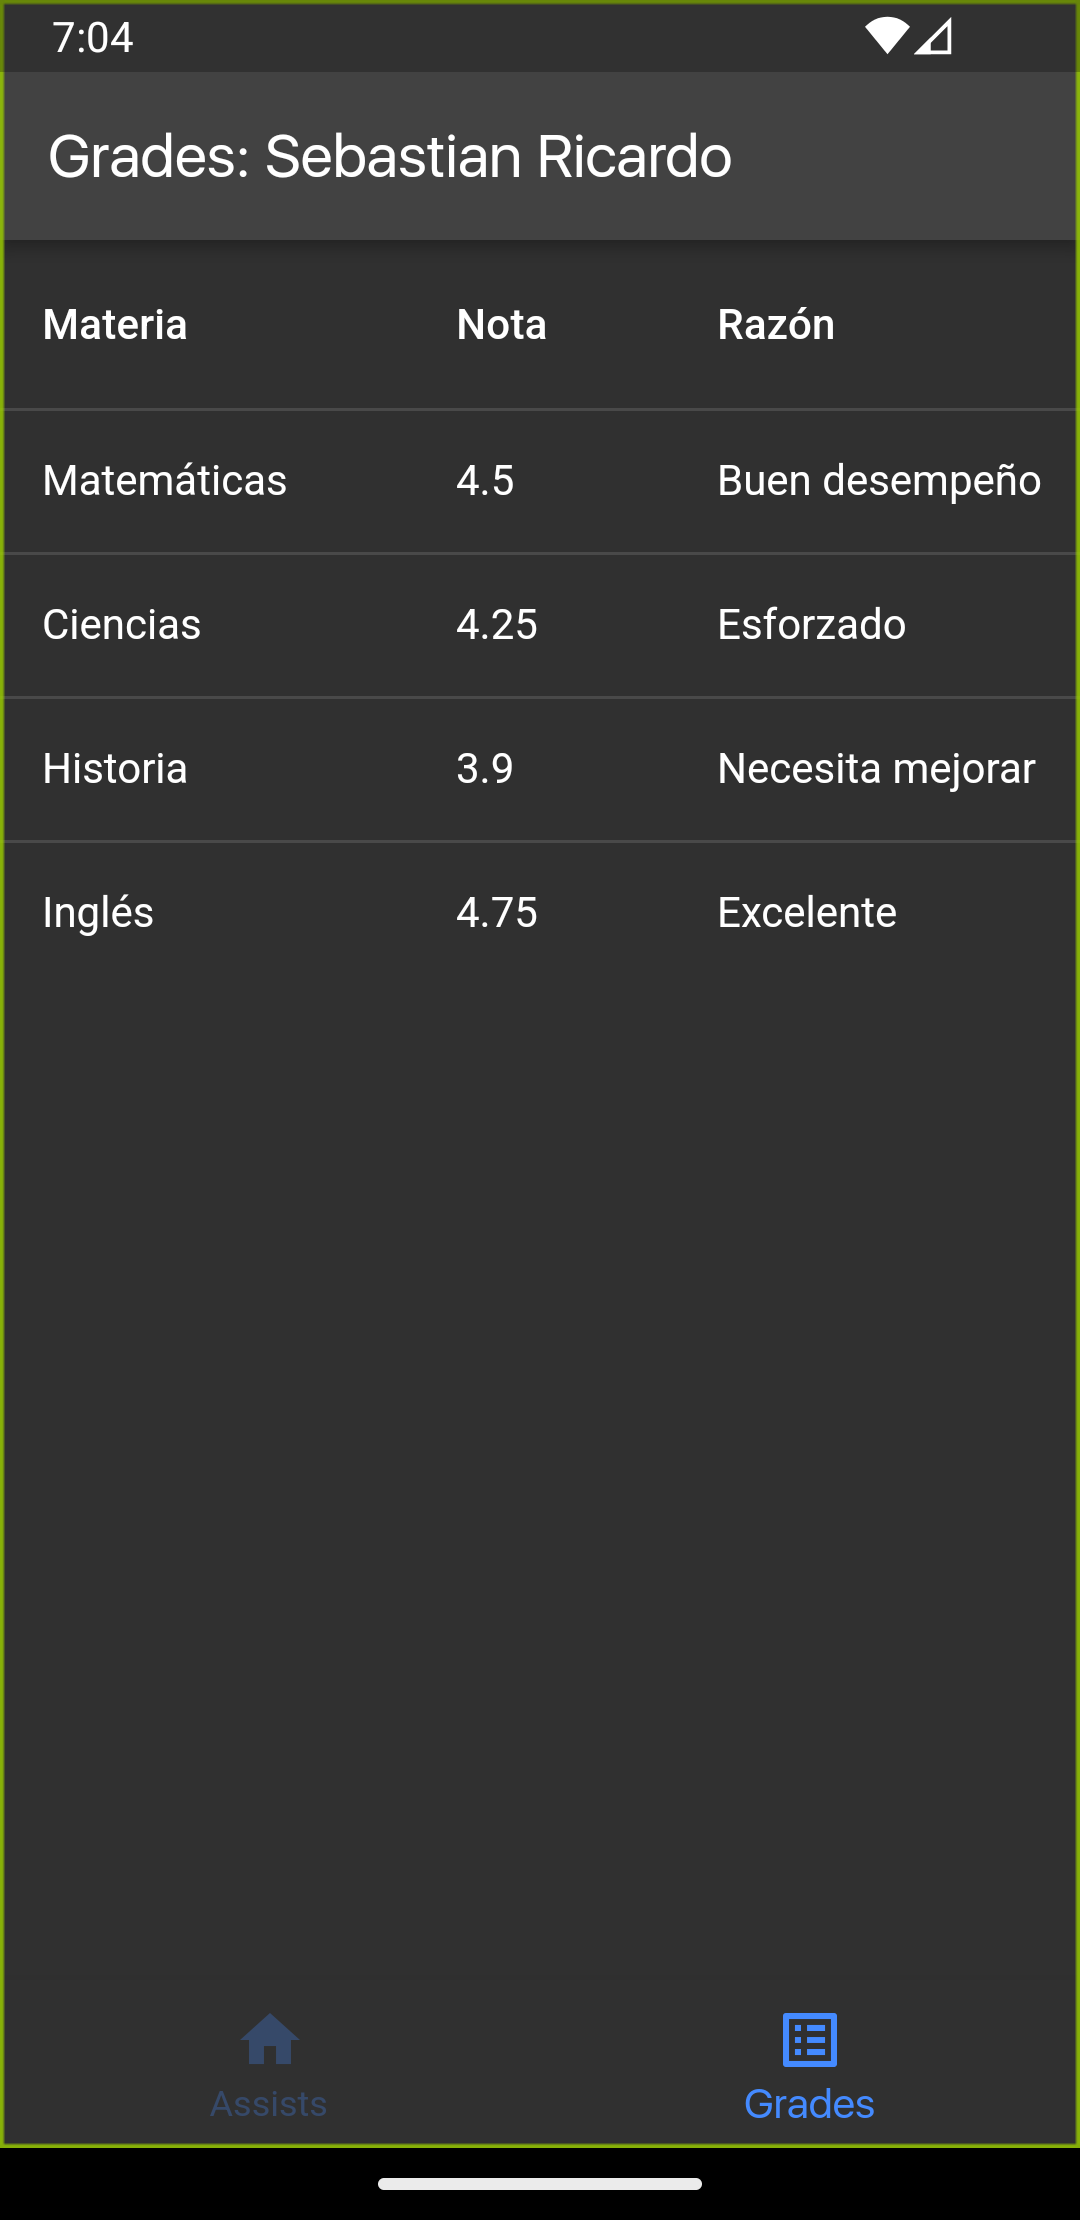 7:04
Grades: Sebastian Ricardo
Materia Nota Razón
Matemáticas 4.5 Buen desempeño
Ciencias 4.25 Esforzado
Historia 3.9 Necesita mejorar
Inglés 4.75 Excelente
Assists Grades